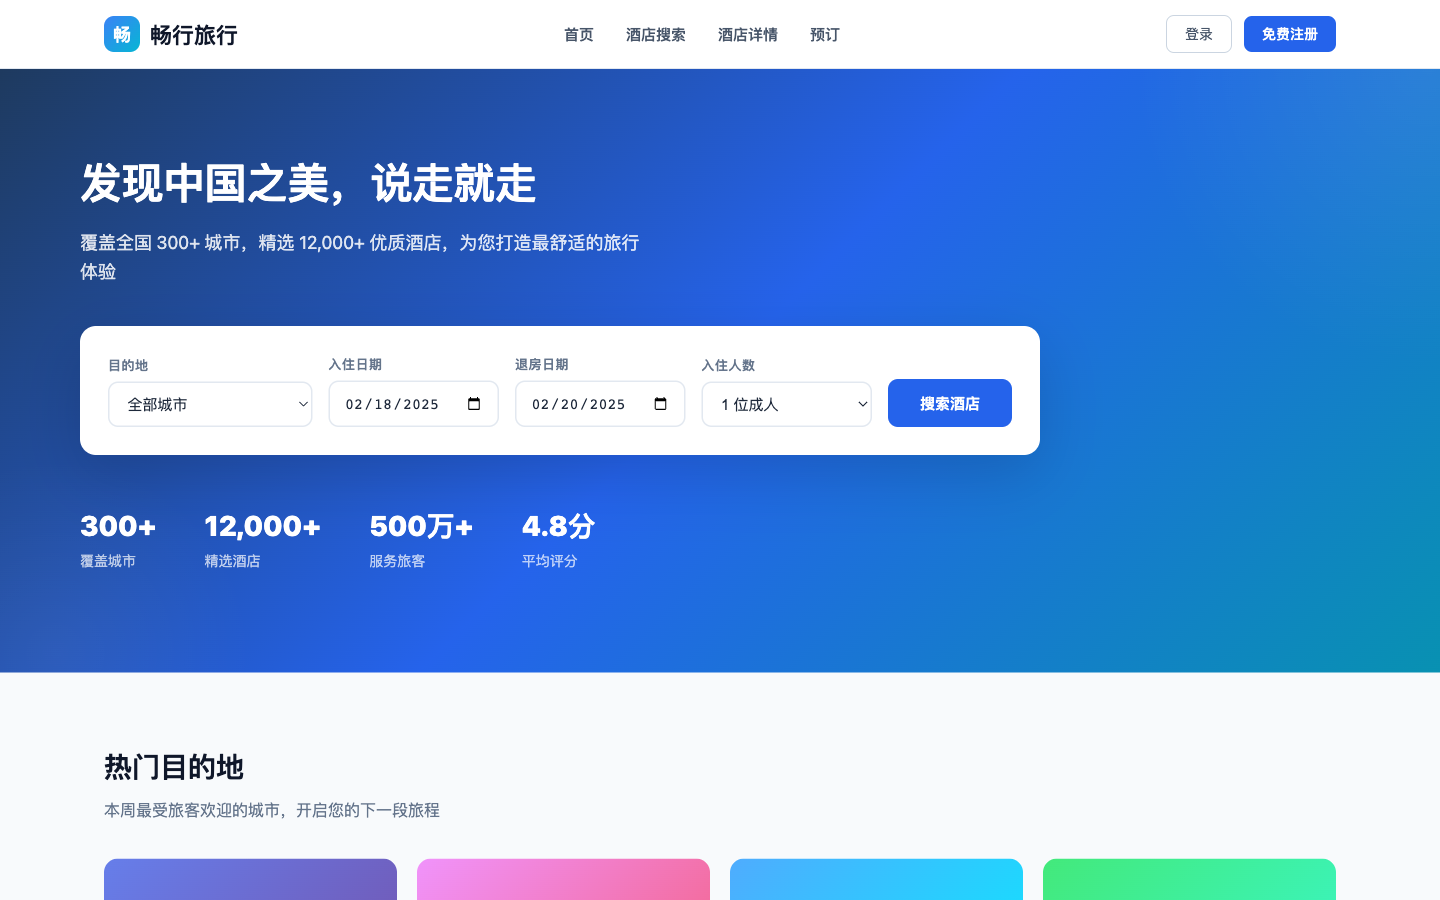 畅 畅行旅行
首页 酒店搜索 酒店详情 预订
登录 免费注册
发现中国之美，说走就走
覆盖全国 300+ 城市，精选 12,000+ 优质酒店，为您打造最舒适的旅行
体验
目的地 入住日期 退房日期 入住人数
全部城市 02/18/2025 02/20/2025 1 位成人 搜索酒店
300+ 12,000+ 500万+ 4.8分
覆盖城市 精选酒店 服务旅客 平均评分
热门目的地
本周最受旅客欢迎的城市，开启您的下一段旅程